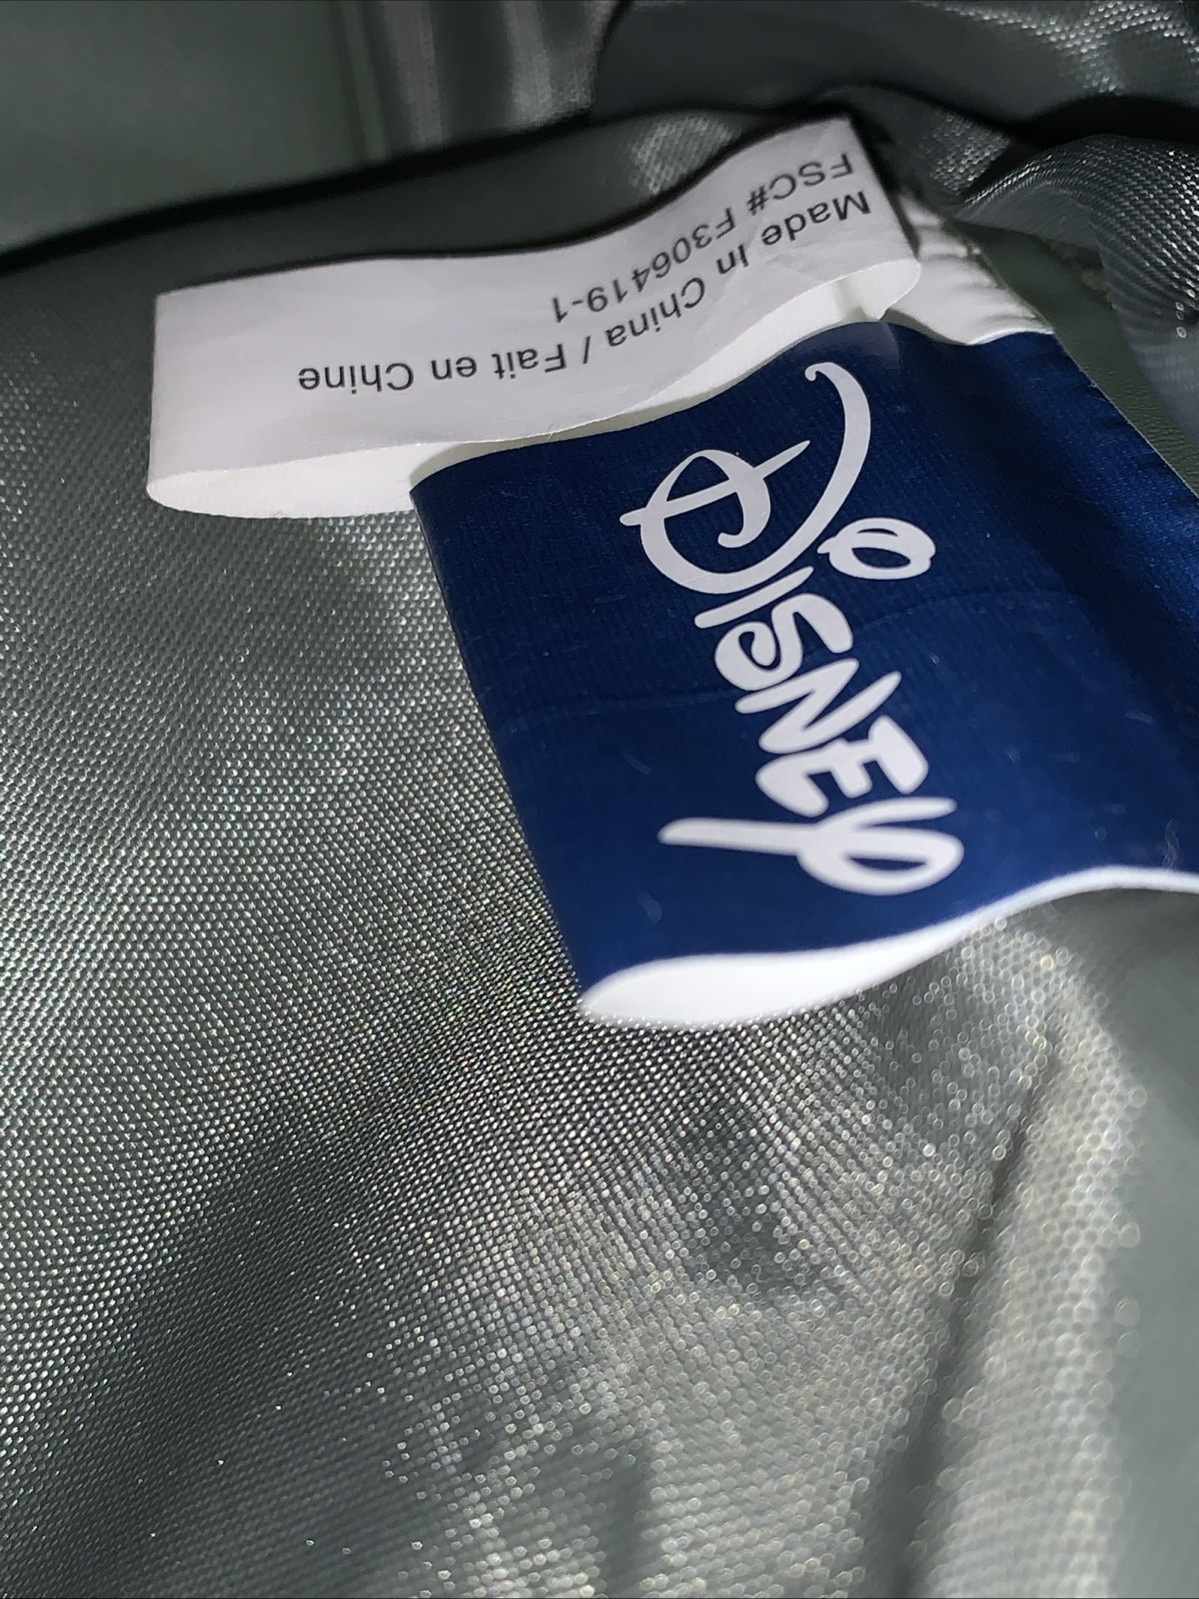 Made In China / Fait en Chine
FSC# F306419-1
Disney